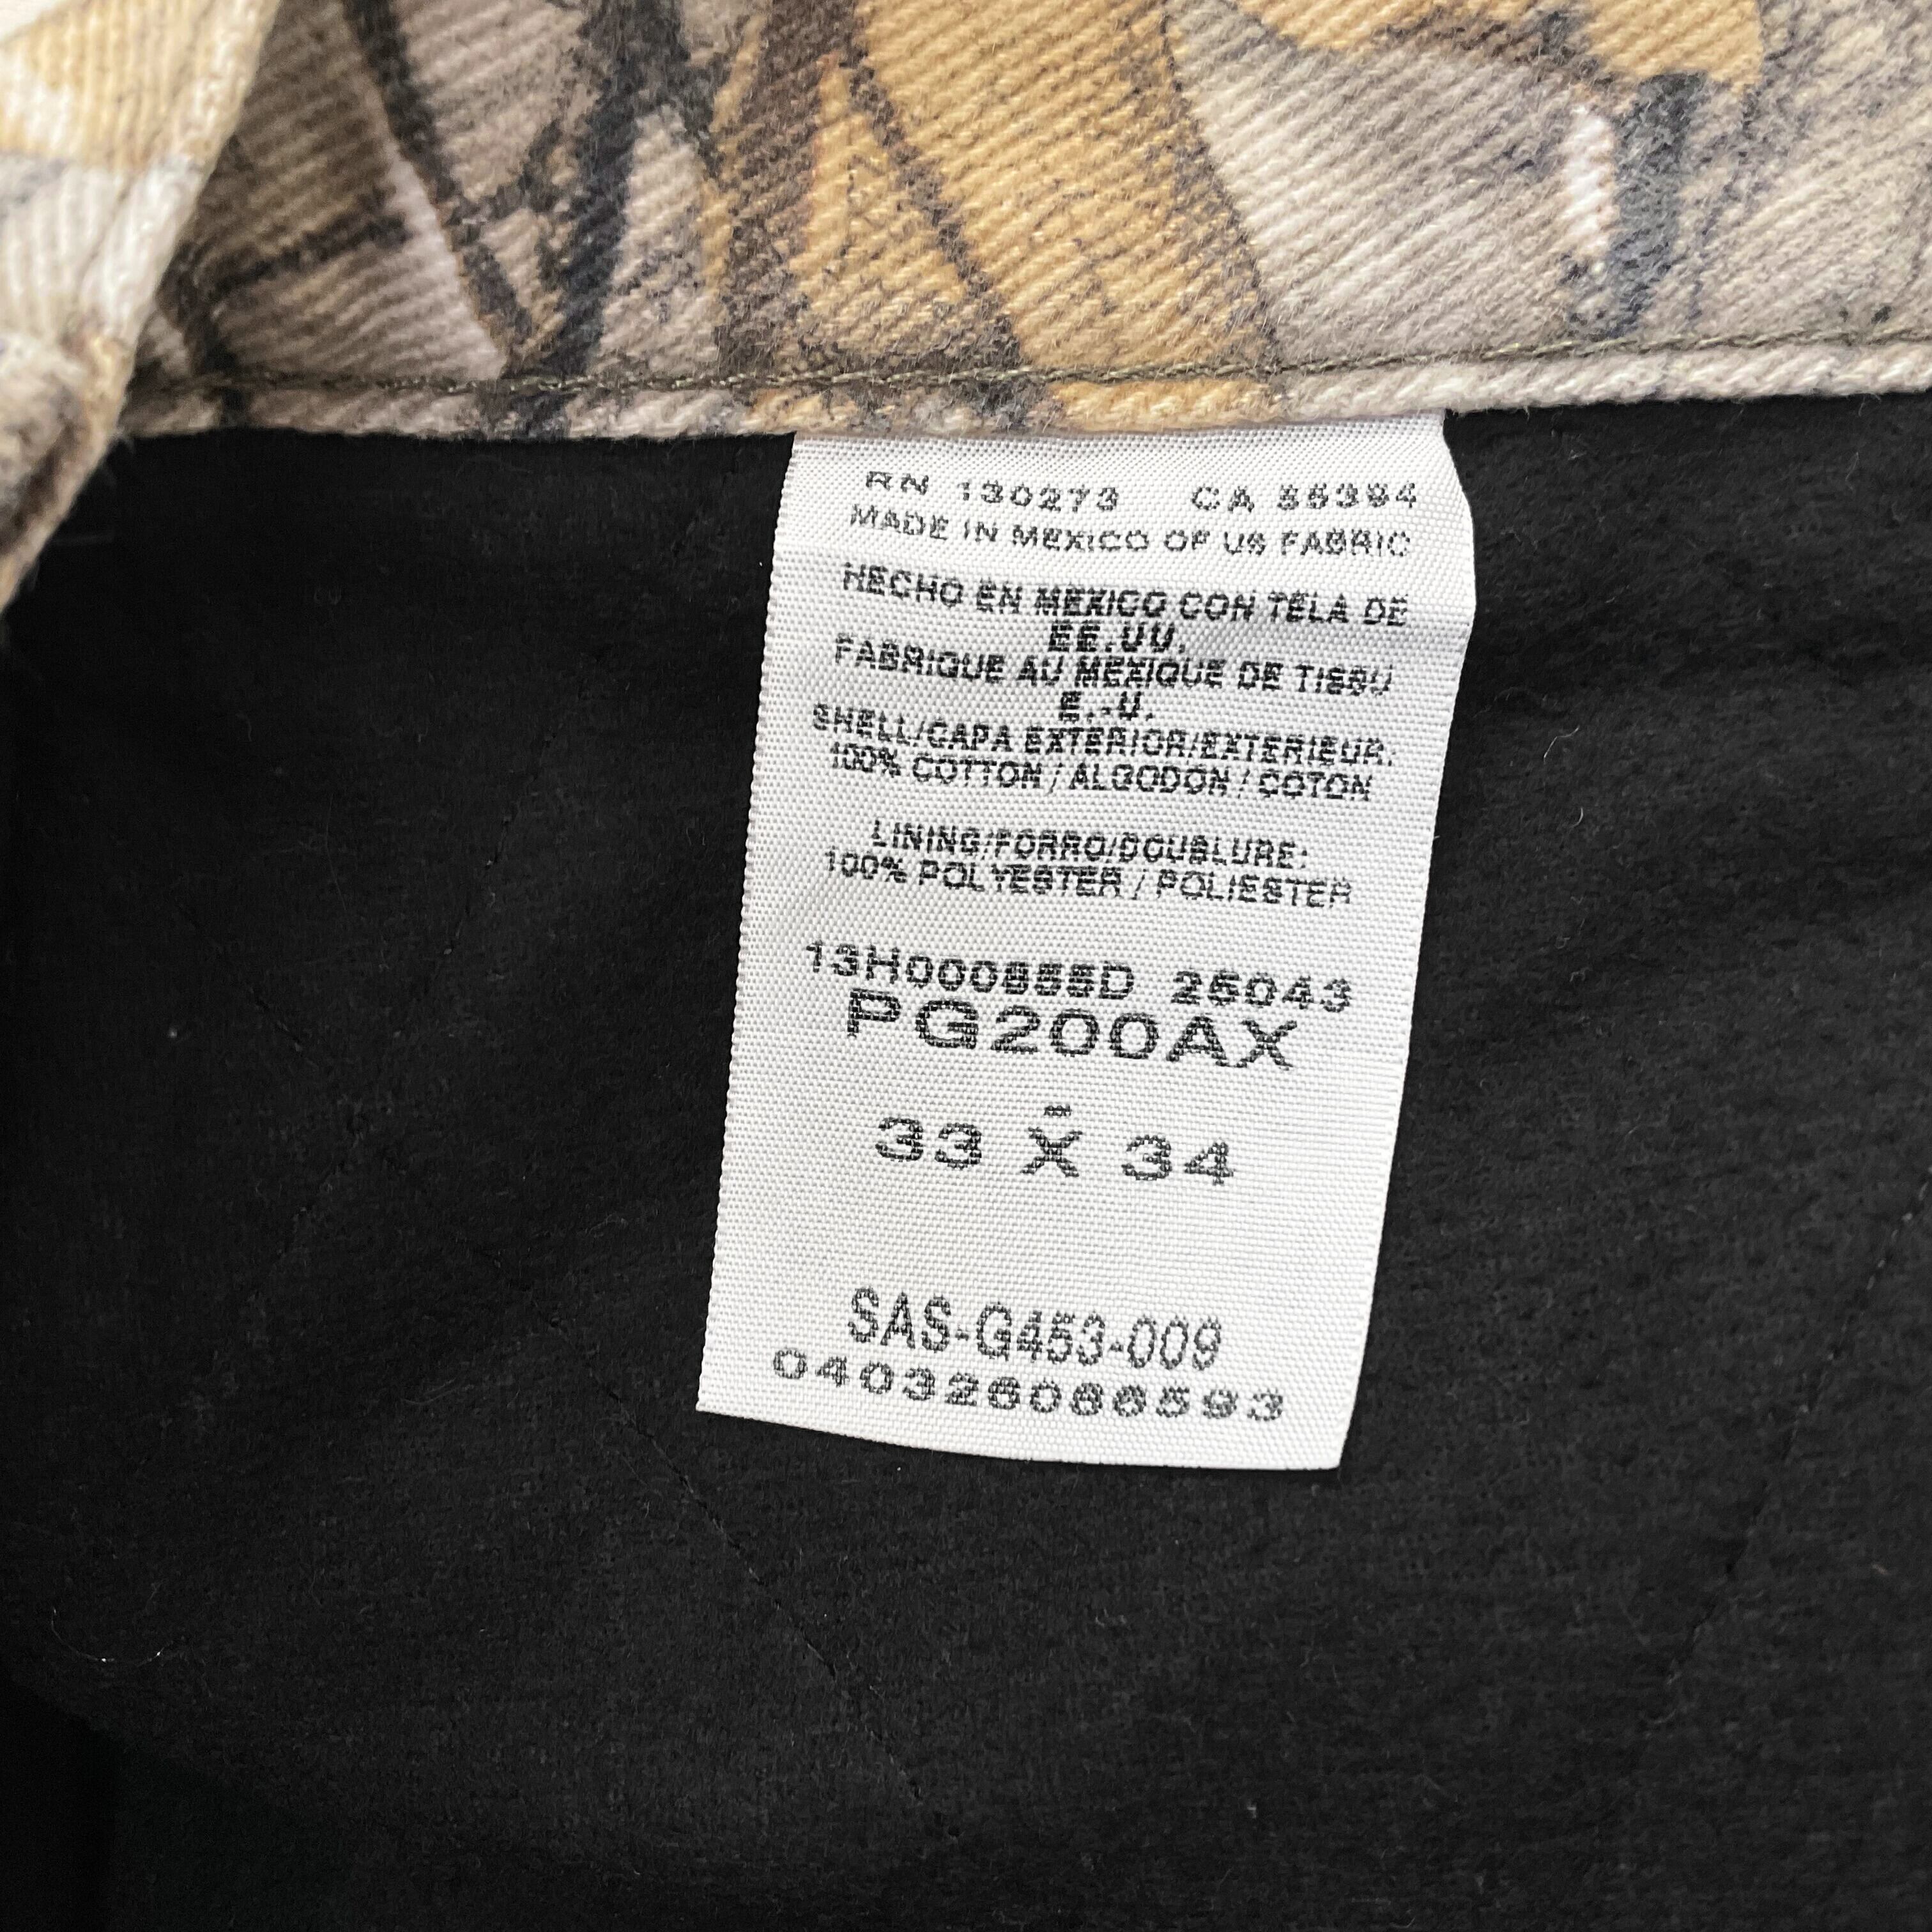 RN 130273 CA 55394
MADE IN MEXICO OF US FABRIC
HECHO EN MEXICO CON TELA DE
EE.UU.
FABRIQUE AU MEXIQUE DE TISSU
E.-U.
SHELL/CAPA EXTERIOR/EXTERIEUR:
100% COTTON / ALGODON / COTON
LINING/FORRO/DOUBLURE:
100% POLYESTER / POLIESTER
13H000855D 25043
PG200AX
-
33 X 34
SAS-G453-009
040326086593